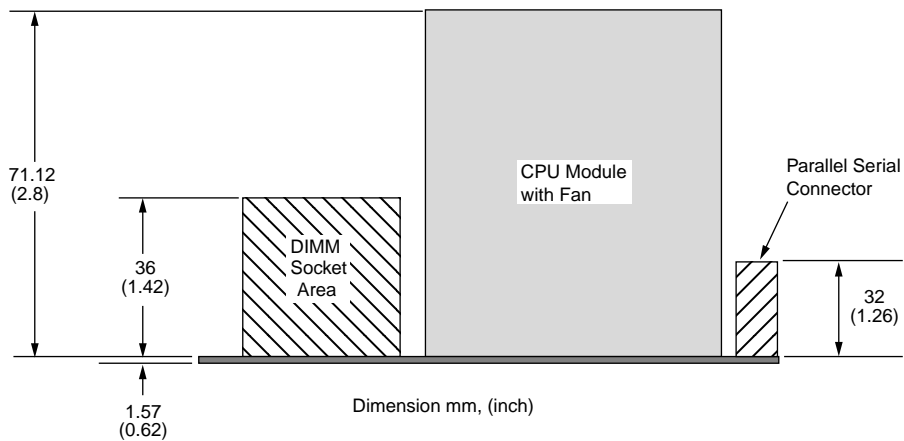 71.12
(2.8)
CPU Module
with Fan
Parallel Serial
Connector
DIMM
Socket
Area
36
(1.42)
32
(1.26)
1.57
(0.62)
Dimension mm, (inch)